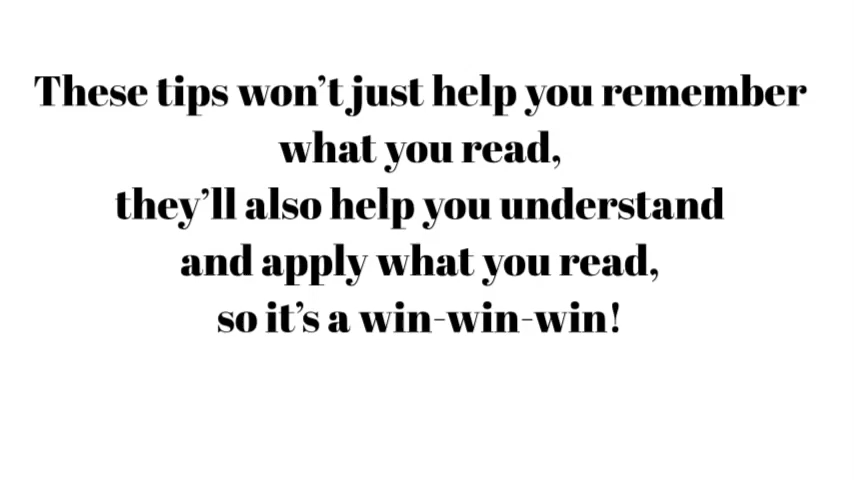 These tips won’t just help you remember
what you read,
they’ll also help you understand
and apply what you read,
so it’s a win-win-win!